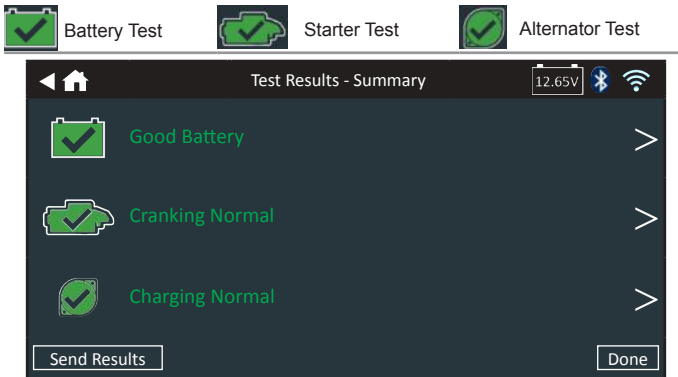 Battery Test Starter Test Alternator Test
Test Results - Summary 12.65V
Good Battery >
Cranking Normal >
Charging Normal >
Send Results Done